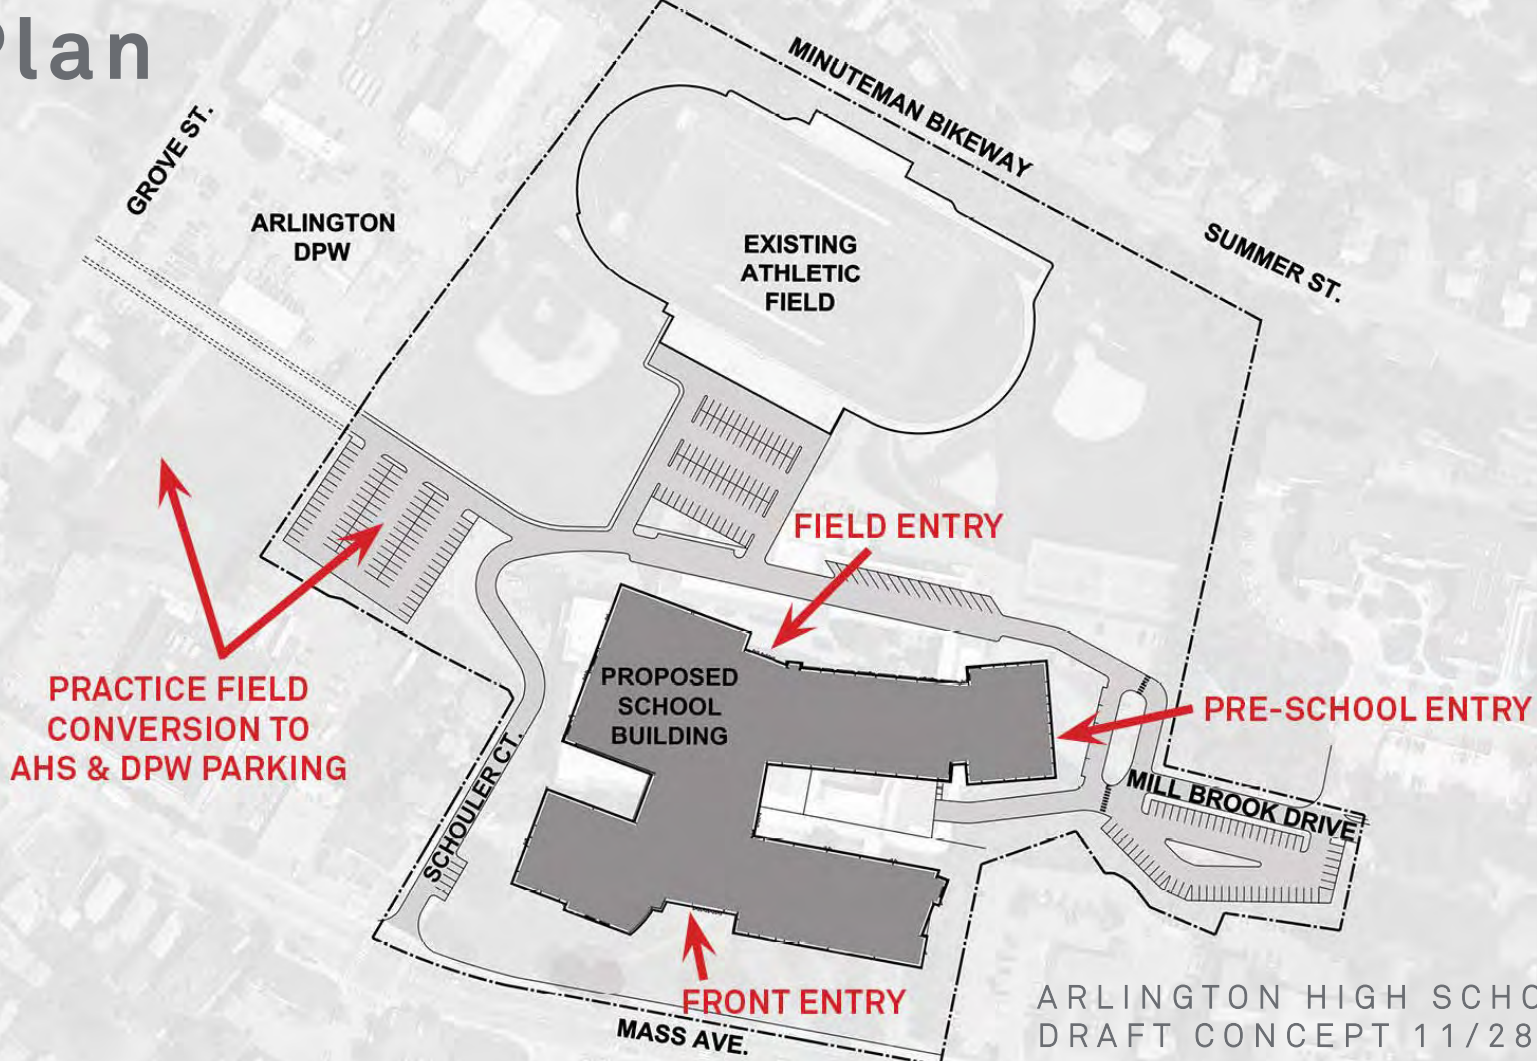 Plan
MINUTEMAN BIKEWAY
GROVE ST.
ARLINGTON
DPW
EXISTING
ATHLETIC
FIELD
SUMMER ST.
FIELD ENTRY
PRACTICE FIELD
CONVERSION TO
AHS & DPW PARKING
PROPOSED
SCHOOL
BUILDING
PRE-SCHOOL ENTRY
SCHOULER CT.
MILL BROOK DRIVE
FRONT ENTRY
MASS AVE.
ARLINGTON HIGH SCHO
DRAFT CONCEPT 11/28